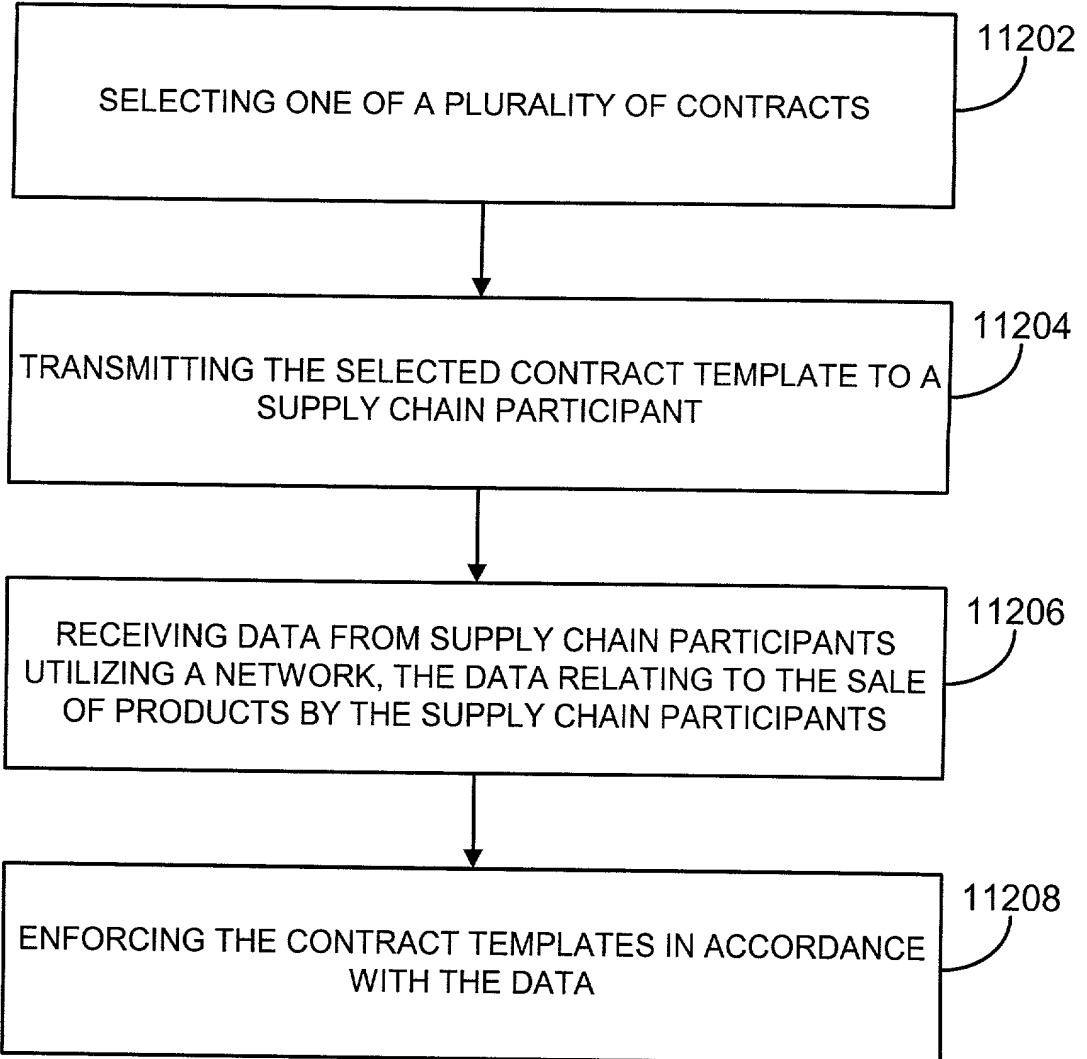 11202
SELECTING ONE OF A PLURALITY OF CONTRACTS
11204
TRANSMITTING THE SELECTED CONTRACT TEMPLATE TO A
SUPPLY CHAIN PARTICIPANT
11206
RECEIVING DATA FROM SUPPLY CHAIN PARTICIPANTS
UTILIZING A NETWORK, THE DATA RELATING TO THE SALE
OF PRODUCTS BY THE SUPPLY CHAIN PARTICIPANTS
11208
ENFORCING THE CONTRACT TEMPLATES IN ACCORDANCE
WITH THE DATA